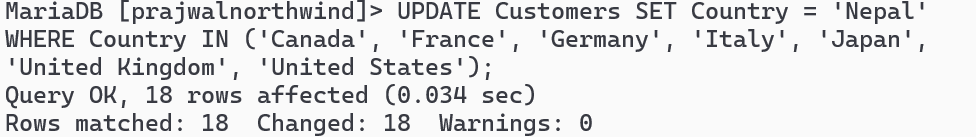 MariaDB [prajwalnorthwind]> UPDATE Customers SET Country = 'Nepal'
WHERE Country IN ('Canada', 'France', 'Germany', 'Italy', 'Japan',
'United Kingdom', 'United States');
Query OK, 18 rows affected (0.034 sec)
Rows matched: 18  Changed: 18  Warnings: 0